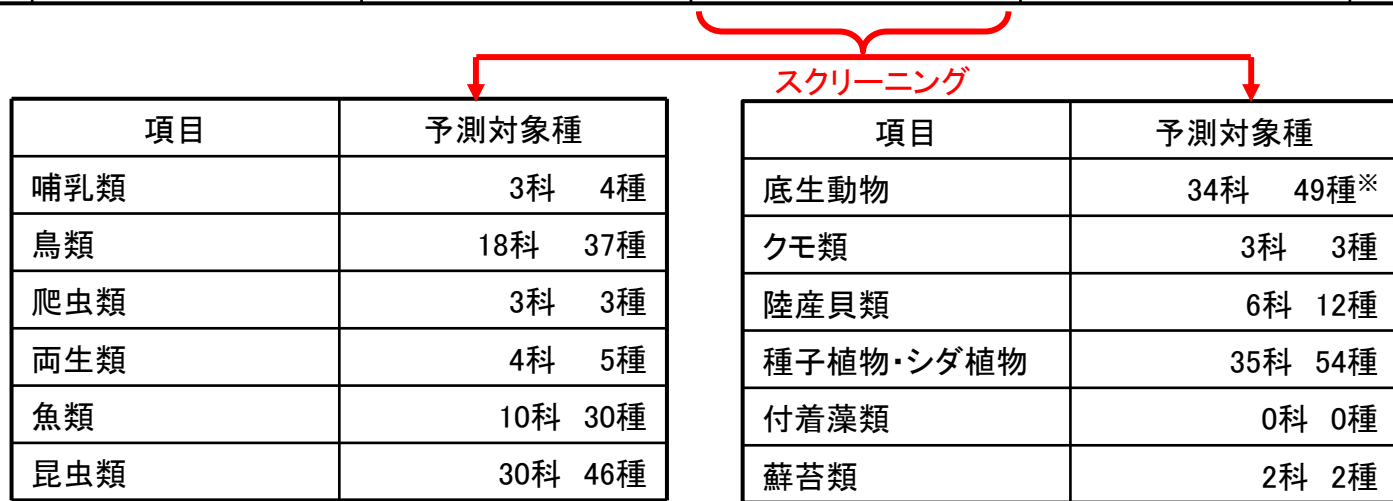 スクリーニング
項目 予測対象種
哺乳類 3科 4種
鳥類 18科 37種
爬虫類 3科 3種
両生類 4科 5種
魚類 10科 30種
昆虫類 30科 46種
項目 予測対象種
底生動物 34科 49種※
クモ類 3科 3種
陸産貝類 6科 12種
種子植物・シダ植物 35科 54種
付着藻類 0科 0種
蘚苔類 2科 2種